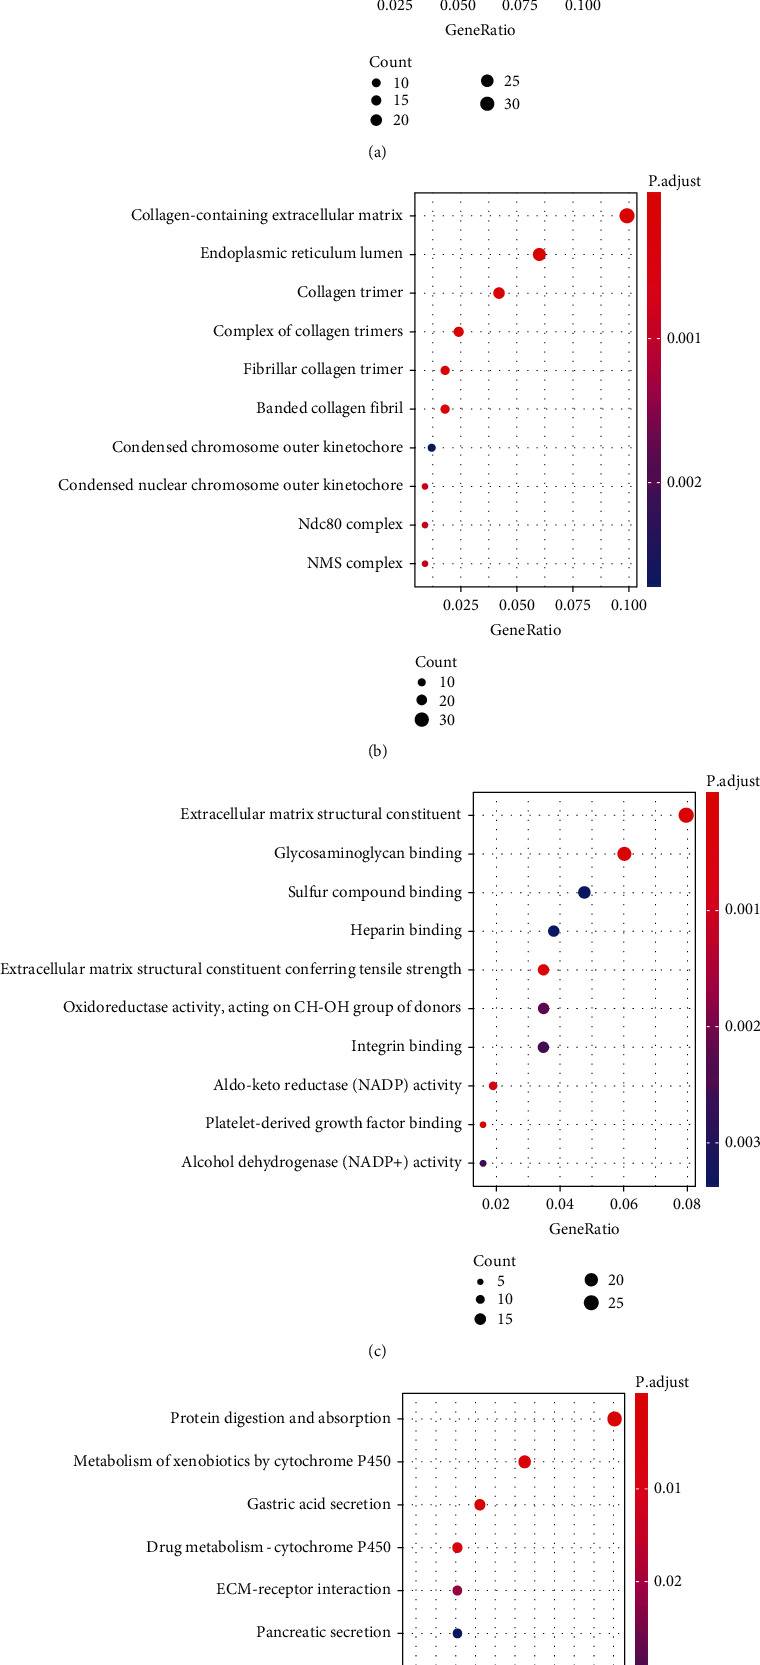 0.025 0.050 0.075 0.100
GeneRatio
Count
10 25
15 30
20
(a)
P.adjust
Collagen-containing extracellular matrix
Endoplasmic reticulum lumen
Collagen trimer
Complex of collagen trimers
0.001
Fibrillar collagen trimer
Banded collagen fibril
Condensed chromosome outer kinetochore
Condensed nuclear chromosome outer kinetochore
0.002
Ndc80 complex
NMS complex
0.025 0.050 0.075 0.100
GeneRatio
Count
10
20
30
(b)
P.adjust
Extracellular matrix structural constituent
Glycosaminoglycan binding
Sulfur compound binding
0.001
Heparin binding
Extracellular matrix structural constituent conferring tensile strength
Oxidoreductase activity, acting on CH-OH group of donors
0.002
Integrin binding
Aldo-keto reductase (NADP) activity
Platelet-derived growth factor binding
0.003
Alcohol dehydrogenase (NADP+) activity
0.02 0.04 0.06 0.08
GeneRatio
Count
5 20
10 25
15
(c)
P.adjust
Protein digestion and absorption
Metabolism of xenobiotics by cytochrome P450
0.01
Gastric acid secretion
Drug metabolism - cytochrome P450
0.02
ECM-receptor interaction
Pancreatic secretion